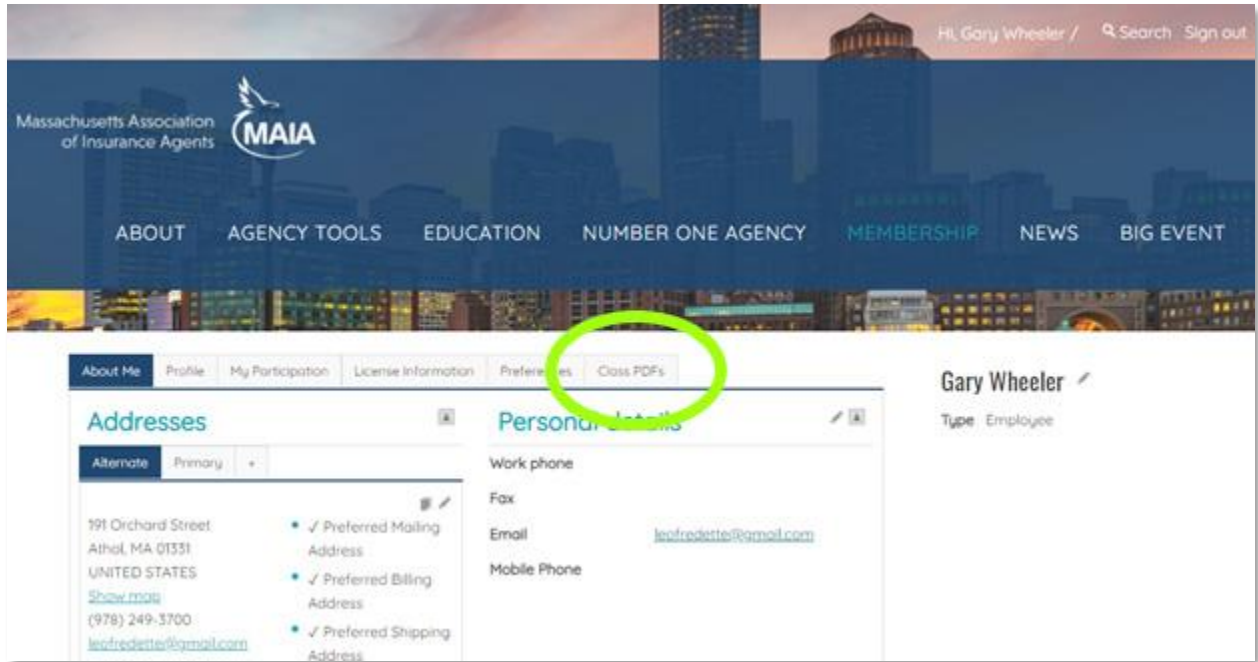 Hi, Gary Wheeler / Search Sign out
Massachusetts Association
of Insurance Agents
MAIA
ABOUT AGENCY TOOLS EDUCATION NUMBER ONE AGENCY MEMBERSHIP NEWS BIG EVENT
About Me Profile My Participation License Information Preferences Class PDFs
Gary Wheeler
Type Employee
Addresses
Alternate Primary +
191 Orchard Street
Athol, MA 01331
UNITED STATES
Show map
(978) 249-3700
leofredette@gmail.com
✓ Preferred Mailing
Address
✓ Preferred Billing
Address
✓ Preferred Shipping
Address
Personal details
Work phone
Fax
Email leofredette@gmail.com
Mobile Phone